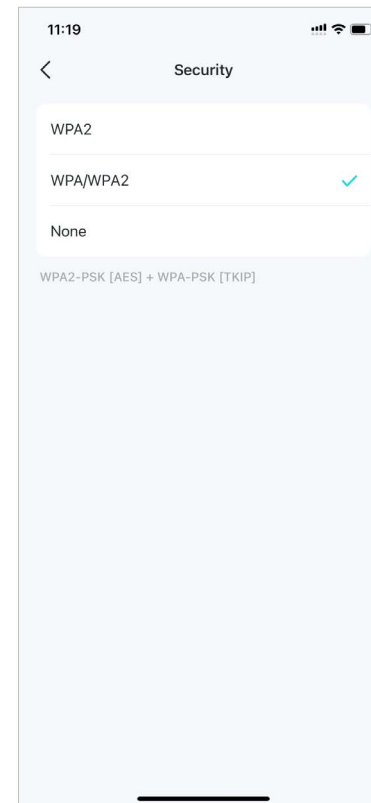 11:19
Security
WPA2
WPA/WPA2
None
WPA2-PSK [AES] + WPA-PSK [TKIP]